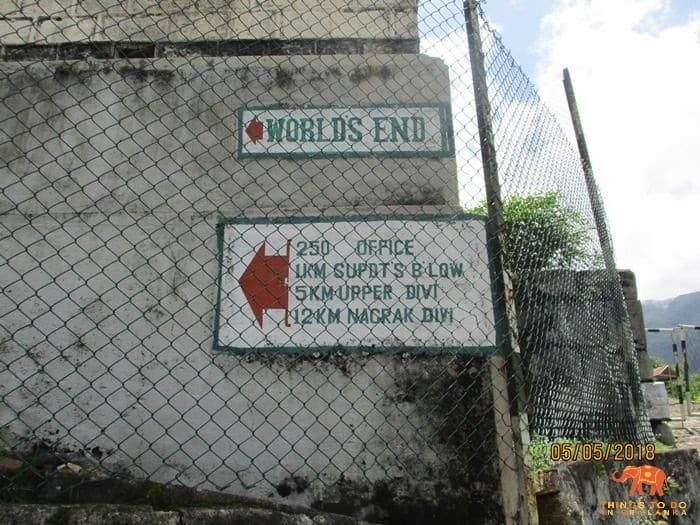 WORLD'S END
250 OFFICE
1KM SUPDT'S B'LOW
5KM UPPER DIVI
12KM NAGRAK DIVI
05/05/2018
THINGS TO DO
IN SRI LANKA